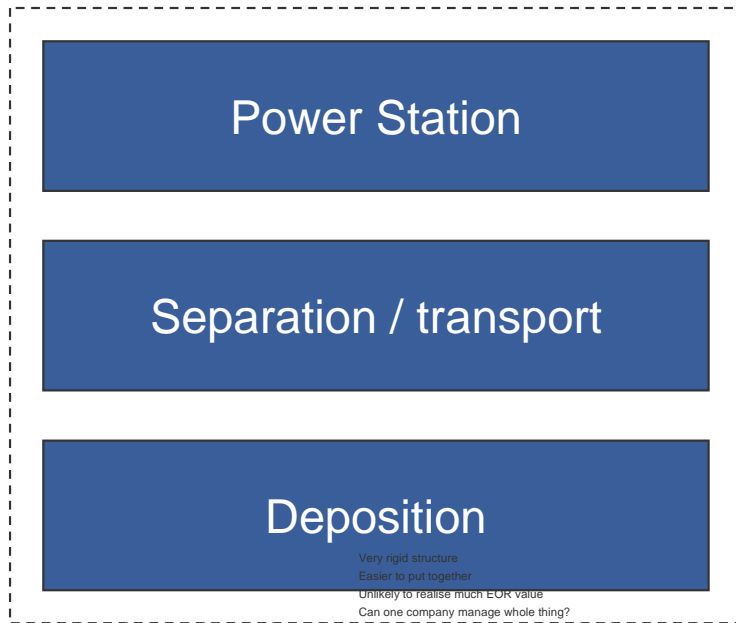 Power Station
Separation / transport
Deposition
Very rigid structure
Easier to put together
Unlikely to realise much EOR value
Can one company manage whole thing?